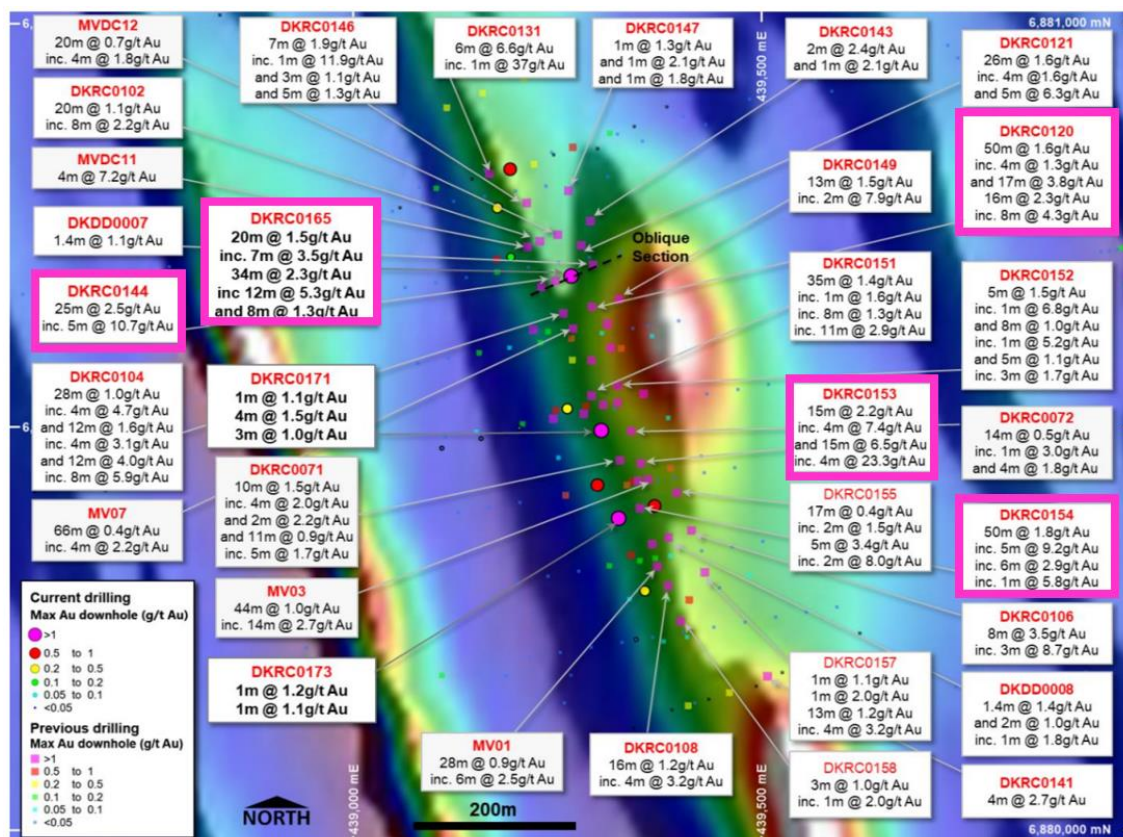 6,
6,881,000 mN
439,500 mE
MVDC12
20m @ 0.7g/t Au
inc. 4m @ 1.8g/t Au
DKRC0146
7m @ 1.9g/t Au
inc. 1m @ 11.9g/t Au
and 3m @ 1.1g/t Au
and 5m @ 1.3g/t Au
DKRC0131
6m @ 6.6g/t Au
inc. 1m @ 37g/t Au
DKRC0147
1m @ 1.3g/t Au
and 1m @ 2.1g/t Au
and 1m @ 1.8g/t Au
DKRC0143
2m @ 2.4g/t Au
and 1m @ 2.1g/t Au
DKRC0121
26m @ 1.6g/t Au
inc. 4m @1.6g/t Au
and 5m @ 6.3g/t Au
DKRC0102
20m @ 1.1g/t Au
inc. 8m @ 2.2g/t Au
DKRC0120
50m @ 1.6g/t Au
inc. 4m @ 1.3g/t Au
and 17m @ 3.8g/t Au
16m @ 2.3g/t Au
inc. 8m @ 4.3g/t Au
MVDC11
4m @ 7.2g/t Au
DKRC0149
13m @ 1.5g/t Au
inc. 2m @ 7.9g/t Au
DKDD0007
1.4m @ 1.1g/t Au
DKRC0165
20m @ 1.5g/t Au
inc. 7m @ 3.5g/t Au
34m @ 2.3g/t Au
inc 12m @ 5.3g/t Au
and 8m @ 1.3g/t Au
Oblique
Section
DKRC0144
25m @ 2.5g/t Au
inc. 5m @ 10.7g/t Au
DKRC0151
35m @ 1.4g/t Au
inc. 1m @ 1.6g/t Au
inc. 8m @ 1.3g/t Au
inc. 11m @ 2.9g/t Au
DKRC0152
5m @ 1.5g/t Au
inc. 1m @ 6.8g/t Au
and 8m @ 1.0g/t Au
inc. 1m @ 5.2g/t Au
and 5m @ 1.1g/t Au
inc. 3m @ 1.7g/t Au
DKRC0104
28m @ 1.0g/t Au
inc. 4m @ 4.7g/t Au
and 12m @ 1.6g/t Au
inc. 4m @ 3.1g/t Au
and 12m @ 4.0g/t Au
inc. 8m @ 5.9g/t Au
DKRC0171
1m @ 1.1g/t Au
4m @ 1.5g/t Au
3m @ 1.0g/t Au
DKRC0153
15m @ 2.2g/t Au
inc. 4m @ 7.4g/t Au
and 15m @ 6.5g/t Au
inc. 4m @ 23.3g/t Au
DKRC0072
14m @ 0.5g/t Au
inc. 1m @ 3.0g/t Au
and 4m @ 1.8g/t Au
6,
DKRC0071
10m @ 1.5g/t Au
inc. 4m @ 2.0g/t Au
and 2m @ 2.2g/t Au
and 11m @ 0.9g/t Au
inc. 5m @ 1.7g/t Au
MV07
66m @ 0.4g/t Au
inc. 4m @ 2.2g/t Au
DKRC0155
17m @ 0.4g/t Au
inc. 2m @ 1.5g/t Au
5m @ 3.4g/t Au
inc. 2m @ 8.0g/t Au
DKRC0154
50m @ 1.8g/t Au
inc. 5m @ 9.2g/t Au
inc. 6m @ 2.9g/t Au
inc. 1m @ 5.8g/t Au
MV03
44m @ 1.0g/t Au
inc. 14m @ 2.7g/t Au
DKRC0106
8m @ 3.5g/t Au
inc. 3m @ 8.7g/t Au
DKRC0173
1m @ 1.2g/t Au
1m @ 1.1g/t Au
DKRC0157
1m @ 1.1g/t Au
1m @ 2.0g/t Au
13m @ 1.2g/t Au
inc. 4m @ 3.2g/t Au
DKDD0008
1.4m @ 1.4g/t Au
and 2m @ 1.0g/t Au
inc. 1m @ 1.8g/t Au
MV01
28m @ 0.9g/t Au
inc. 6m @ 2.5g/t Au
DKRC0108
16m @ 1.2g/t Au
inc. 4m @ 3.2g/t Au
DKRC0158
3m @ 1.0g/t Au
inc. 1m @ 2.0g/t Au
DKRC0141
4m @ 2.7g/t Au
Current drilling
Max Au downhole (g/t Au)
>1
0.5 to 1
0.2 to 0.5
0.1 to 0.2
0.05 to 0.1
<0.05
Previous drilling
Max Au downhole (g/t Au)
>1
0.5 to 1
0.2 to 0.5
0.1 to 0.2
0.05 to 0.1
<0.05
NORTH
439,000 mE
200m
439,500 mE
6,880,000 mN